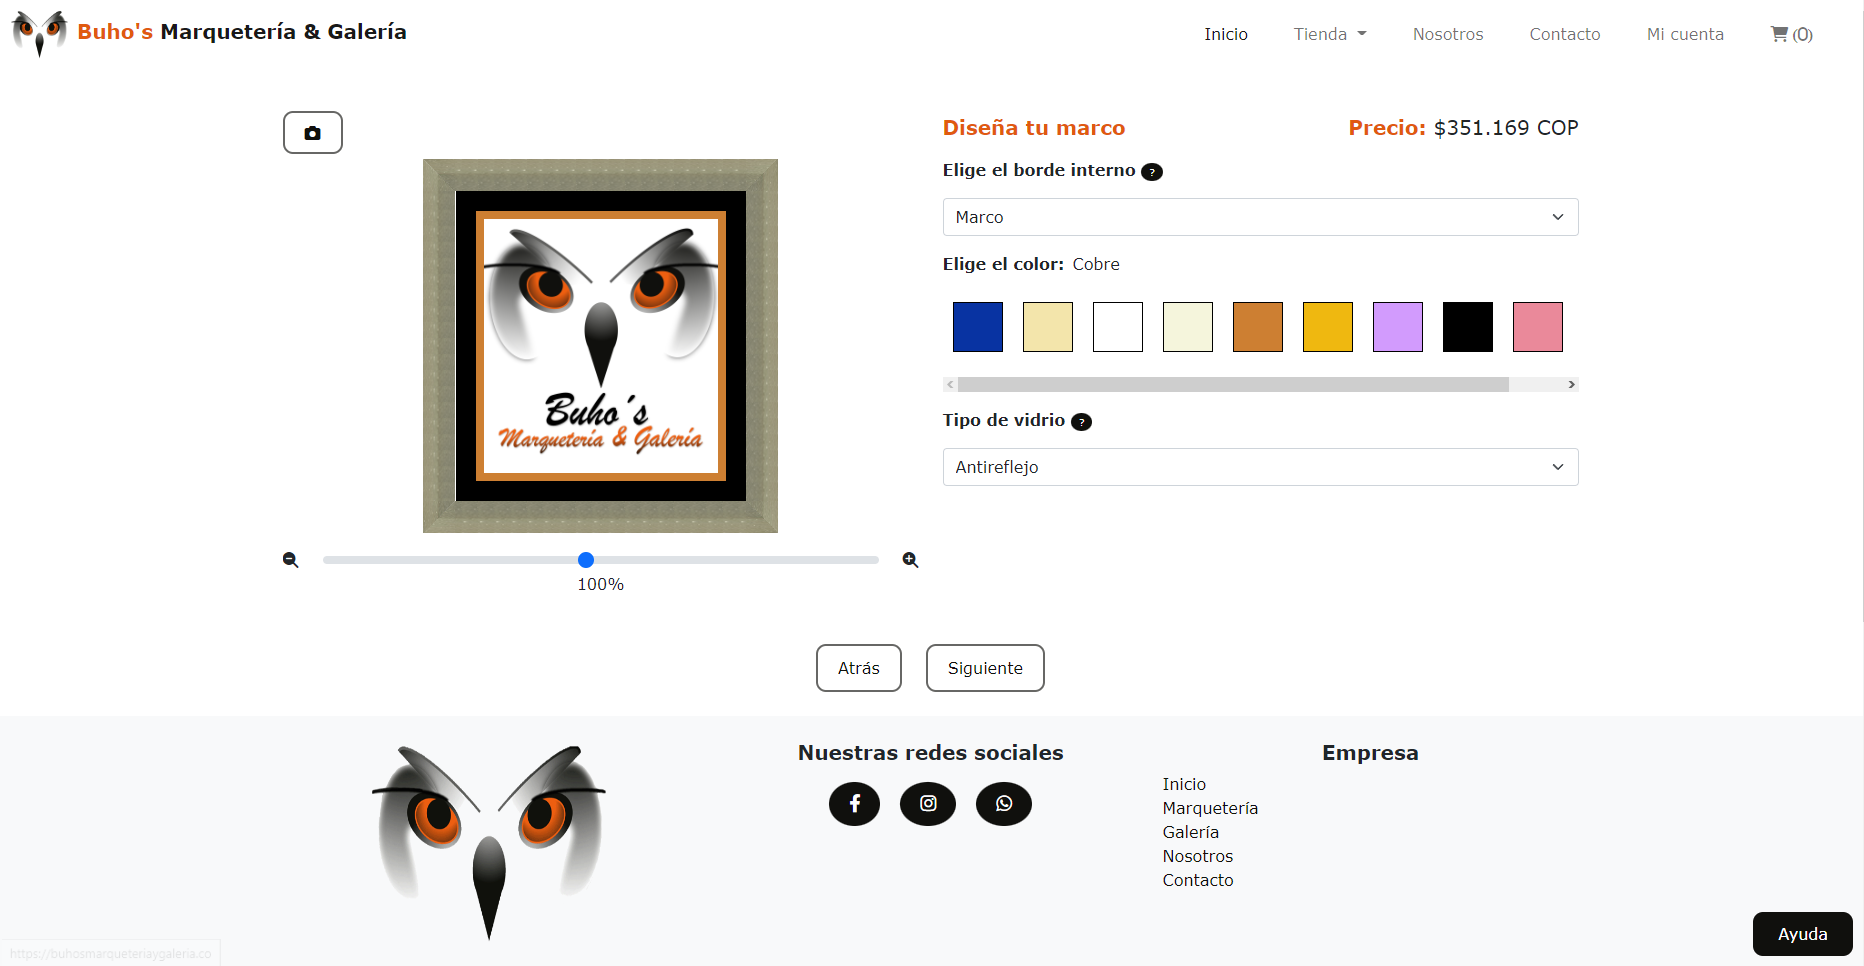 Buho's Marquetería & Galería
Inicio
Tienda
Nosotros
Contacto
Mi cuenta
(0)
Diseña tu marco
Precio: $351.169 COP
Elige el borde interno ?
Marco
Elige el color: Cobre
Tipo de vidrio ?
Antireflejo
Buho´s
Marquetería & Galería
100%
Atrás
Siguiente
Nuestras redes sociales
Empresa
Inicio
Marquetería
Galería
Nosotros
Contacto
Ayuda
https://buhosmarqueteriaygaleria.co